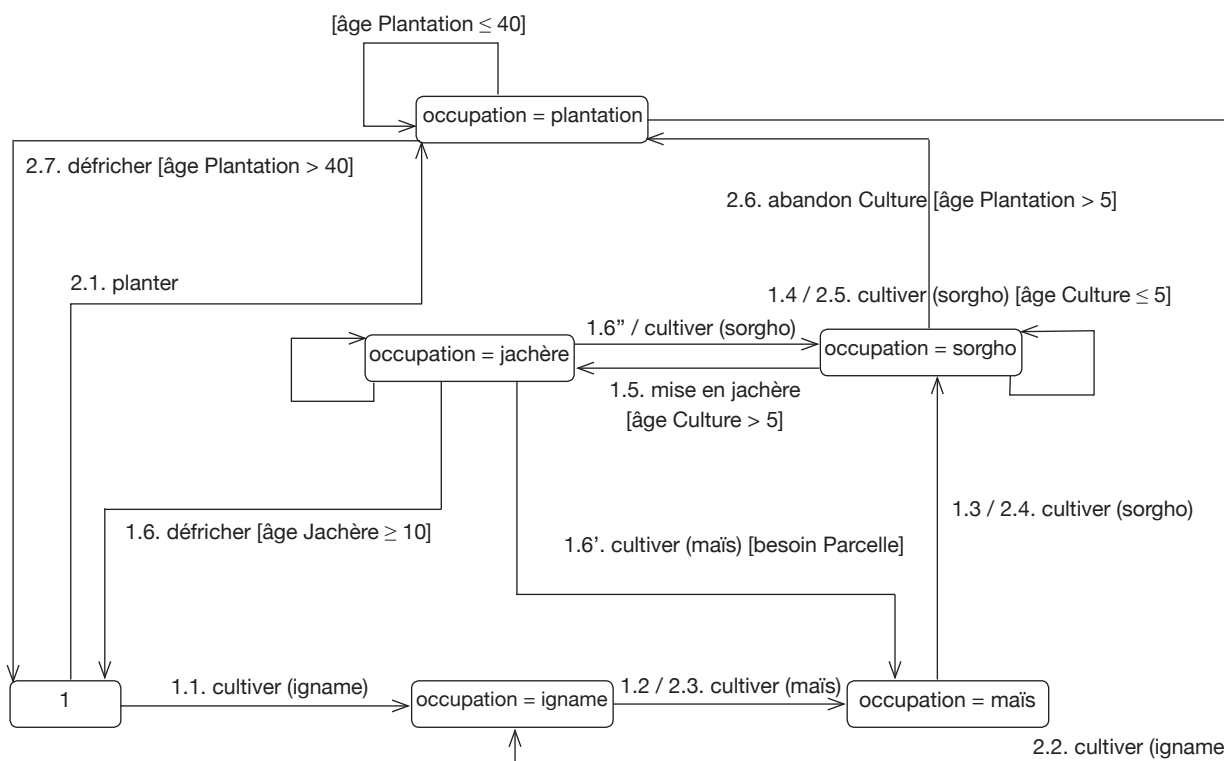 [âge Plantation ≤ 40]
occupation = plantation
2.7. défricher [âge Plantation > 40]
2.6. abandon Culture [âge Plantation > 5]
2.1. planter
1.4 / 2.5. cultiver (sorgho) [âge Culture ≤ 5]
1.6” / cultiver (sorgho)
occupation = jachère
occupation = sorgho
1.5. mise en jachère
[âge Culture > 5]
1.3 / 2.4. cultiver (sorgho)
1.6. défricher [âge Jachère ≥ 10]
1.6’. cultiver (maïs) [besoin Parcelle]
1.1. cultiver (igname)
1.2 / 2.3. cultiver (maïs)
1
occupation = igname
occupation = maïs
2.2. cultiver (igname